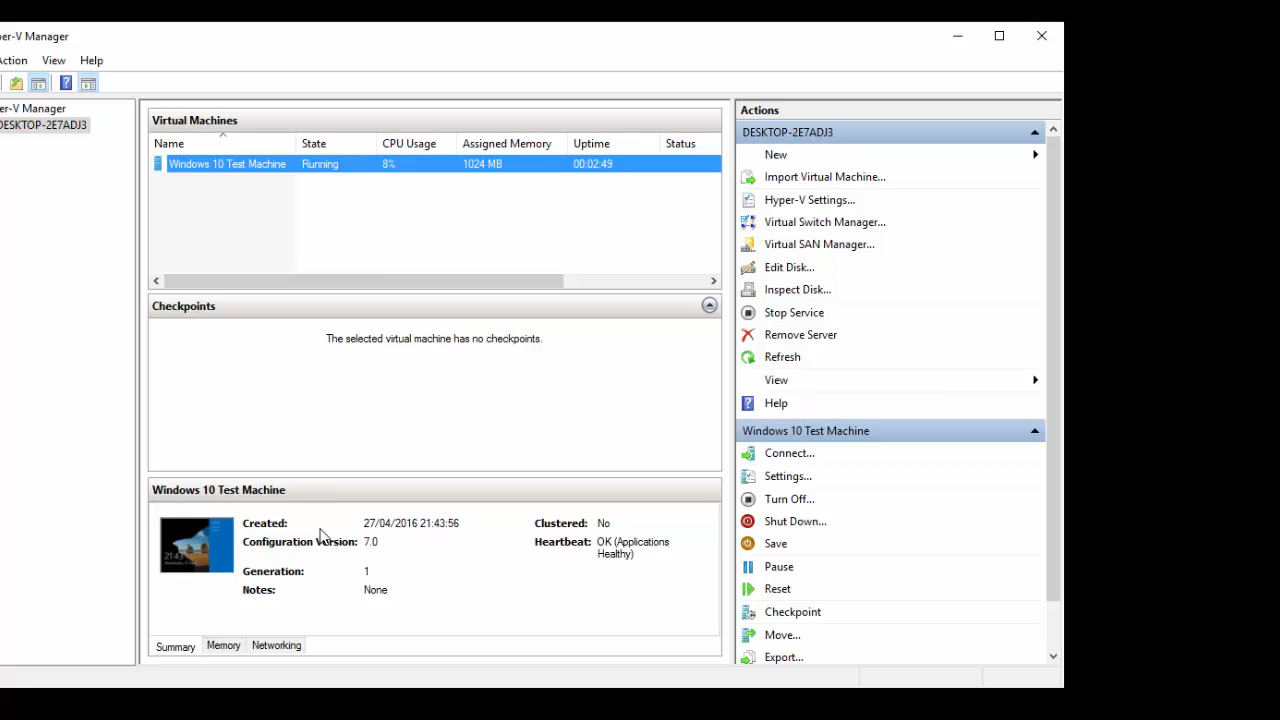 er-V Manager
Action View Help
er-V Manager
DESKTOP-2E7ADJ3
Virtual Machines
Name State CPU Usage Assigned Memory Uptime Status
Windows 10 Test Machine Running 8% 1024 MB 00:02:49
Checkpoints
The selected virtual machine has no checkpoints.
Windows 10 Test Machine
Created: 27/04/2016 21:43:56 Clustered: No
Configuration Version: 7.0 Heartbeat: OK (Applications
Healthy)
Generation: 1
Notes: None
21:43
Summary Memory Networking
Actions
DESKTOP-2E7ADJ3
New
Import Virtual Machine...
Hyper-V Settings...
Virtual Switch Manager...
Virtual SAN Manager...
Edit Disk...
Inspect Disk...
Stop Service
Remove Server
Refresh
View
Help
Windows 10 Test Machine
Connect...
Settings...
Turn Off...
Shut Down...
Save
Pause
Reset
Checkpoint
Move...
Export...